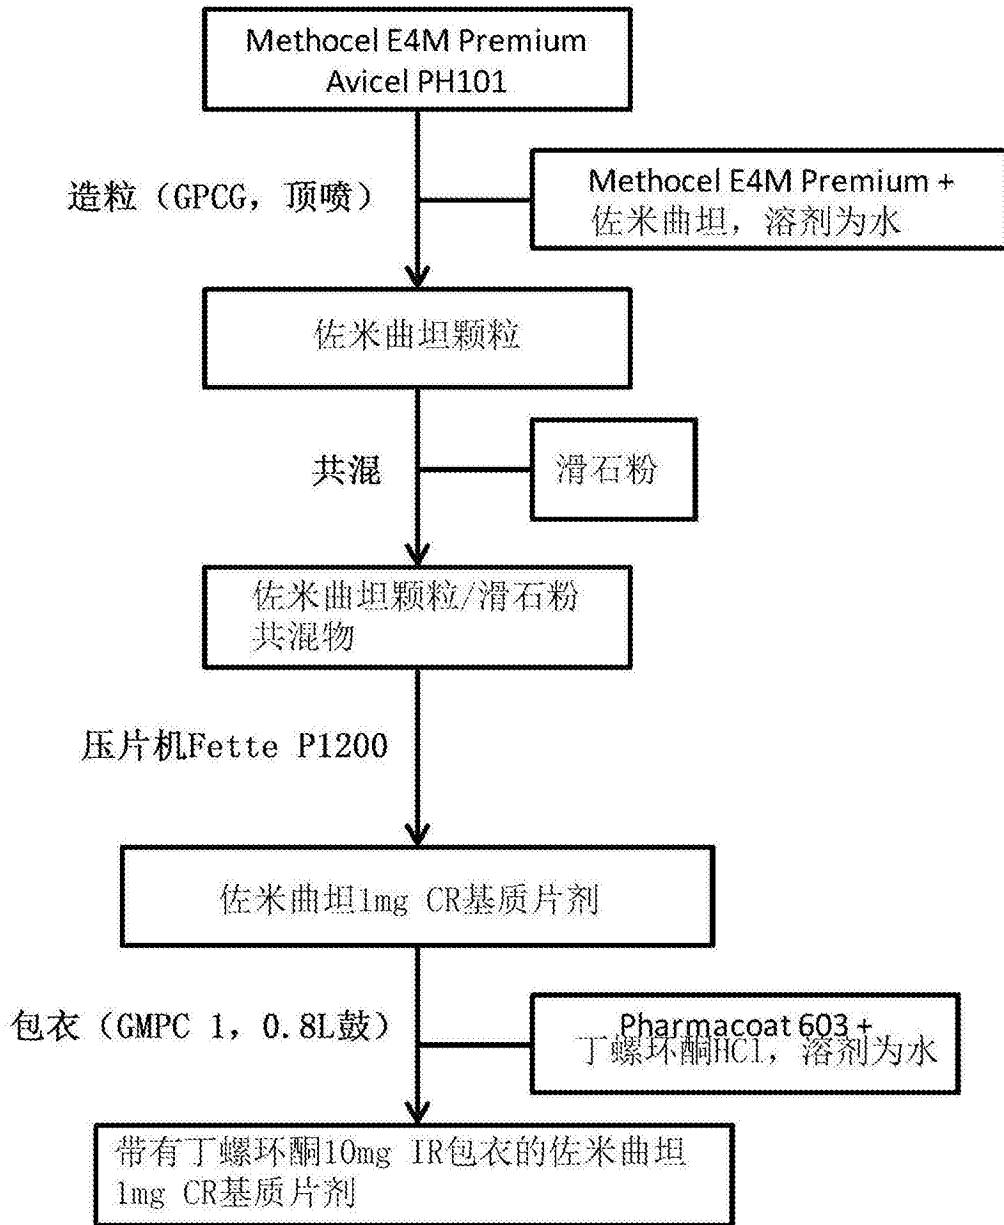 Methocel E4M Premium
Avicel PH101
造粒（GPCG，顶喷）
Methocel E4M Premium +
佐米曲坦，溶剂为水
佐米曲坦颗粒
共混
滑石粉
佐米曲坦颗粒/滑石粉
共混物
压片机Fette P1200
佐米曲坦1mg CR基质片剂
包衣（GMPC 1，0.8L鼓）
Pharmacoat 603 +
丁螺环酮HCl，溶剂为水
带有丁螺环酮10mg IR包衣的佐米曲坦
1mg CR基质片剂